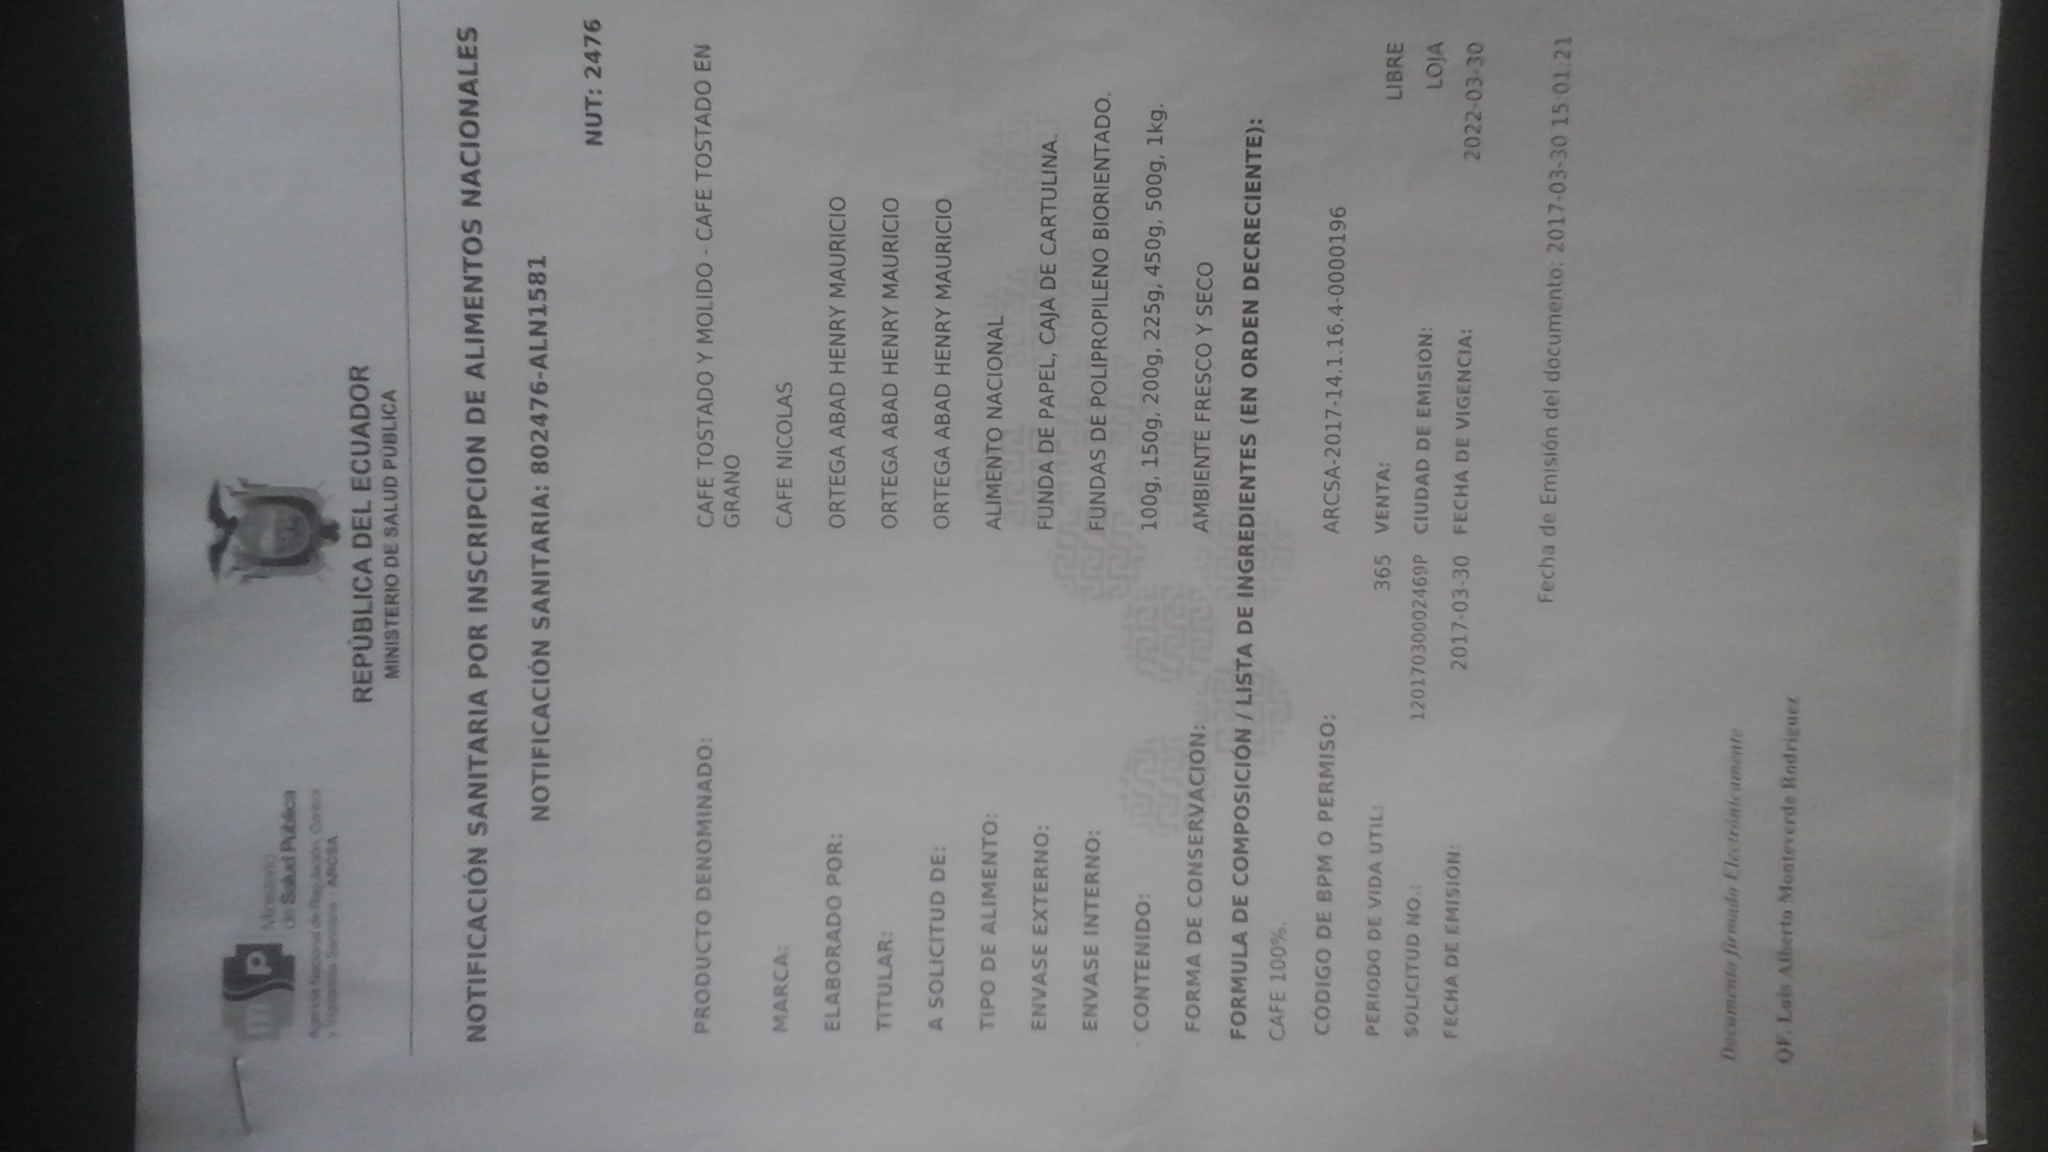 msp
Ministerio
de Salud Pública
Agencia Nacional de Regulación, Control
y Vigilancia Sanitaria - ARCSA
REPÚBLICA DEL ECUADOR
MINISTERIO DE SALUD PÚBLICA
NOTIFICACIÓN SANITARIA POR INSCRIPCION DE ALIMENTOS NACIONALES
NOTIFICACIÓN SANITARIA: 802476-ALN1581
NUT: 2476
PRODUCTO DENOMINADO: CAFE TOSTADO Y MOLIDO - CAFE TOSTADO EN
GRANO
MARCA: CAFE NICOLAS
ELABORADO POR: ORTEGA ABAD HENRY MAURICIO
TITULAR: ORTEGA ABAD HENRY MAURICIO
A SOLICITUD DE: ORTEGA ABAD HENRY MAURICIO
TIPO DE ALIMENTO: ALIMENTO NACIONAL
ENVASE EXTERNO: FUNDA DE PAPEL, CAJA DE CARTULINA.
ENVASE INTERNO: FUNDAS DE POLIPROPILENO BIORIENTADO.
CONTENIDO: 100g, 150g, 200g, 225g, 450g, 500g, 1kg.
FORMA DE CONSERVACIÓN: AMBIENTE FRESCO Y SECO
FORMULA DE COMPOSICIÓN / LISTA DE INGREDIENTES (EN ORDEN DECRECIENTE):
CAFE 100%.
CÓDIGO DE BPM O PERMISO: ARCSA-2017-14.1.16.4-0000196
PERIODO DE VIDA UTIL: 365 VENTA: LIBRE
SOLICITUD NO.: 12017030002469P CIUDAD DE EMISIÓN: LOJA
FECHA DE EMISIÓN: 2017-03-30 FECHA DE VIGENCIA: 2022-03-30
Fecha de Emisión del documento: 2017-03-30 15:01:21
Documento firmado Electrónicamente
QF. Luis Alberto Monteverde Rodriguez